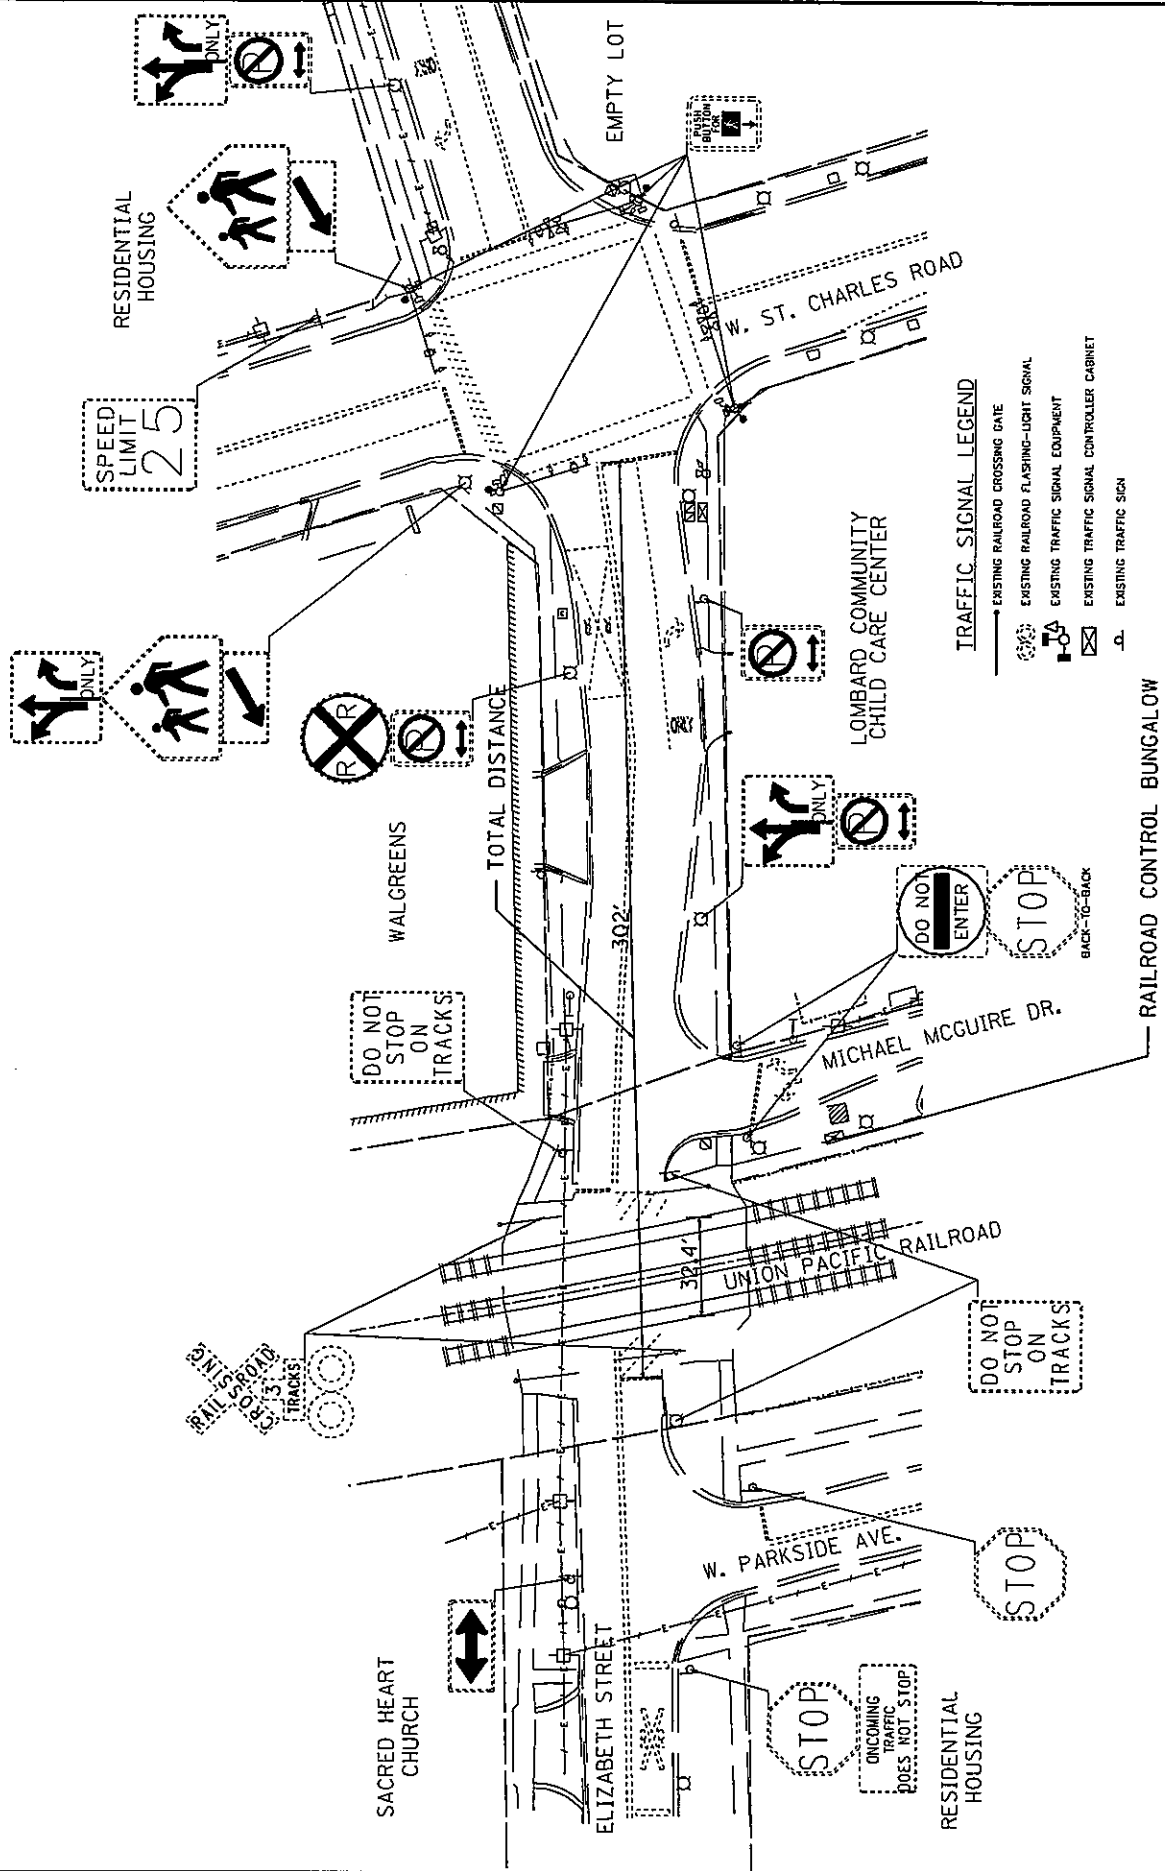 ONLY
P
RESIDENTIAL
HOUSING
SPEED
LIMIT
25
EMPTY LOT
PUSH
BUTTON
FOR
W. ST. CHARLES ROAD
ONLY
R
R
P
TOTAL DISTANCE
302'
WALGREENS
P
LOMBARD COMMUNITY
CHILD CARE CENTER
ONLY
P
ONLY
TRAFFIC SIGNAL LEGEND
EXISTING RAILROAD CROSSING GATE
EXISTING RAILROAD FLASHING-LIGHT SIGNAL
EXISTING TRAFFIC SIGNAL EQUIPMENT
EXISTING TRAFFIC SIGNAL CONTROLLER CABINET
EXISTING TRAFFIC SIGN
DO NOT
STOP
ON
TRACKS
DO NOT
ENTER
STOP
BACK-TO-BACK
MICHAEL MCGUIRE DR.
RAILROAD CONTROL BUNGALOW
RAILROAD
CROSSING
3
TRACKS
32.4'
UNION PACIFIC RAILROAD
DO NOT
STOP
ON
TRACKS
SACRED HEART
CHURCH
ELIZABETH STREET
W. PARKSIDE AVE.
STOP
STOP
ONCOMING
TRAFFIC
DOES NOT STOP
RESIDENTIAL
HOUSING